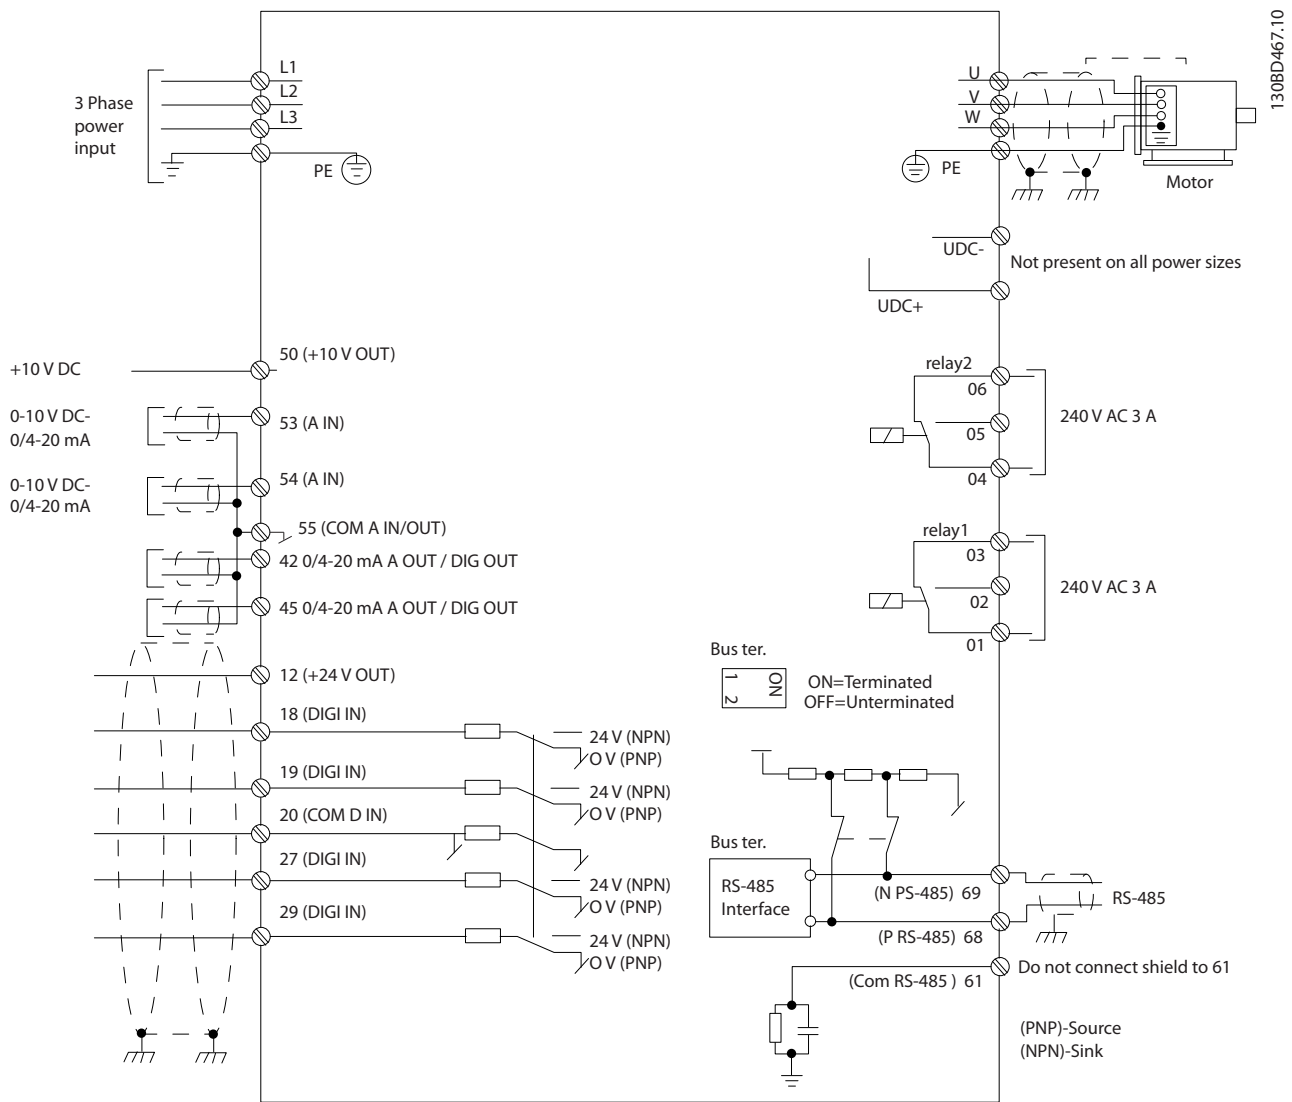 130BD467.10
L1
L2
L3
3 Phase
power
input
PE
U
V
W
PE
Motor
UDC-
Not present on all power sizes
UDC+
+10 V DC
50 (+10 V OUT)
0-10 V DC-
0/4-20 mA
53 (A IN)
0-10 V DC-
0/4-20 mA
54 (A IN)
55 (COM A IN/OUT)
42 0/4-20 mA A OUT / DIG OUT
45 0/4-20 mA A OUT / DIG OUT
12 (+24 V OUT)
18 (DIGI IN)
24 V (NPN)
O V (PNP)
19 (DIGI IN)
24 V (NPN)
O V (PNP)
20 (COM D IN)
27 (DIGI IN)
24 V (NPN)
O V (PNP)
29 (DIGI IN)
24 V (NPN)
O V (PNP)
relay2
06
05
04
240 V AC 3 A
relay1
03
02
01
240 V AC 3 A
Bus ter.
1
2
ON
ON=Terminated
OFF=Unterminated
Bus ter.
RS-485
Interface
(N PS-485) 69
RS-485
(P RS-485) 68
(Com RS-485 ) 61
Do not connect shield to 61
(PNP)-Source
(NPN)-Sink